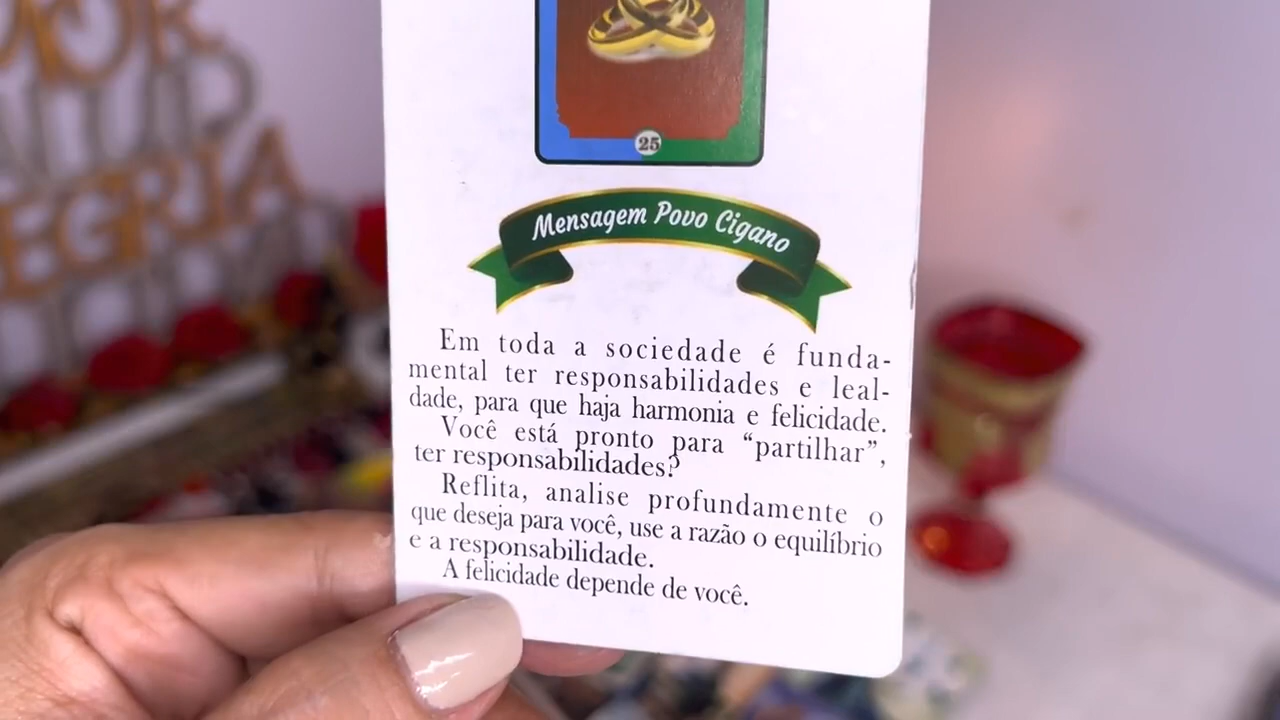 EGRIA
25
Mensagem Povo Cigano
Em toda a sociedade é funda-
mental ter responsabilidades e leal-
dade, para que haja harmonia e felicidade.
Você está pronto para “partilhar”,
ter responsabilidades?
Reflita, analise profundamente o
que deseja para você, use a razão o equilíbrio
e a responsabilidade.
A felicidade depende de você.